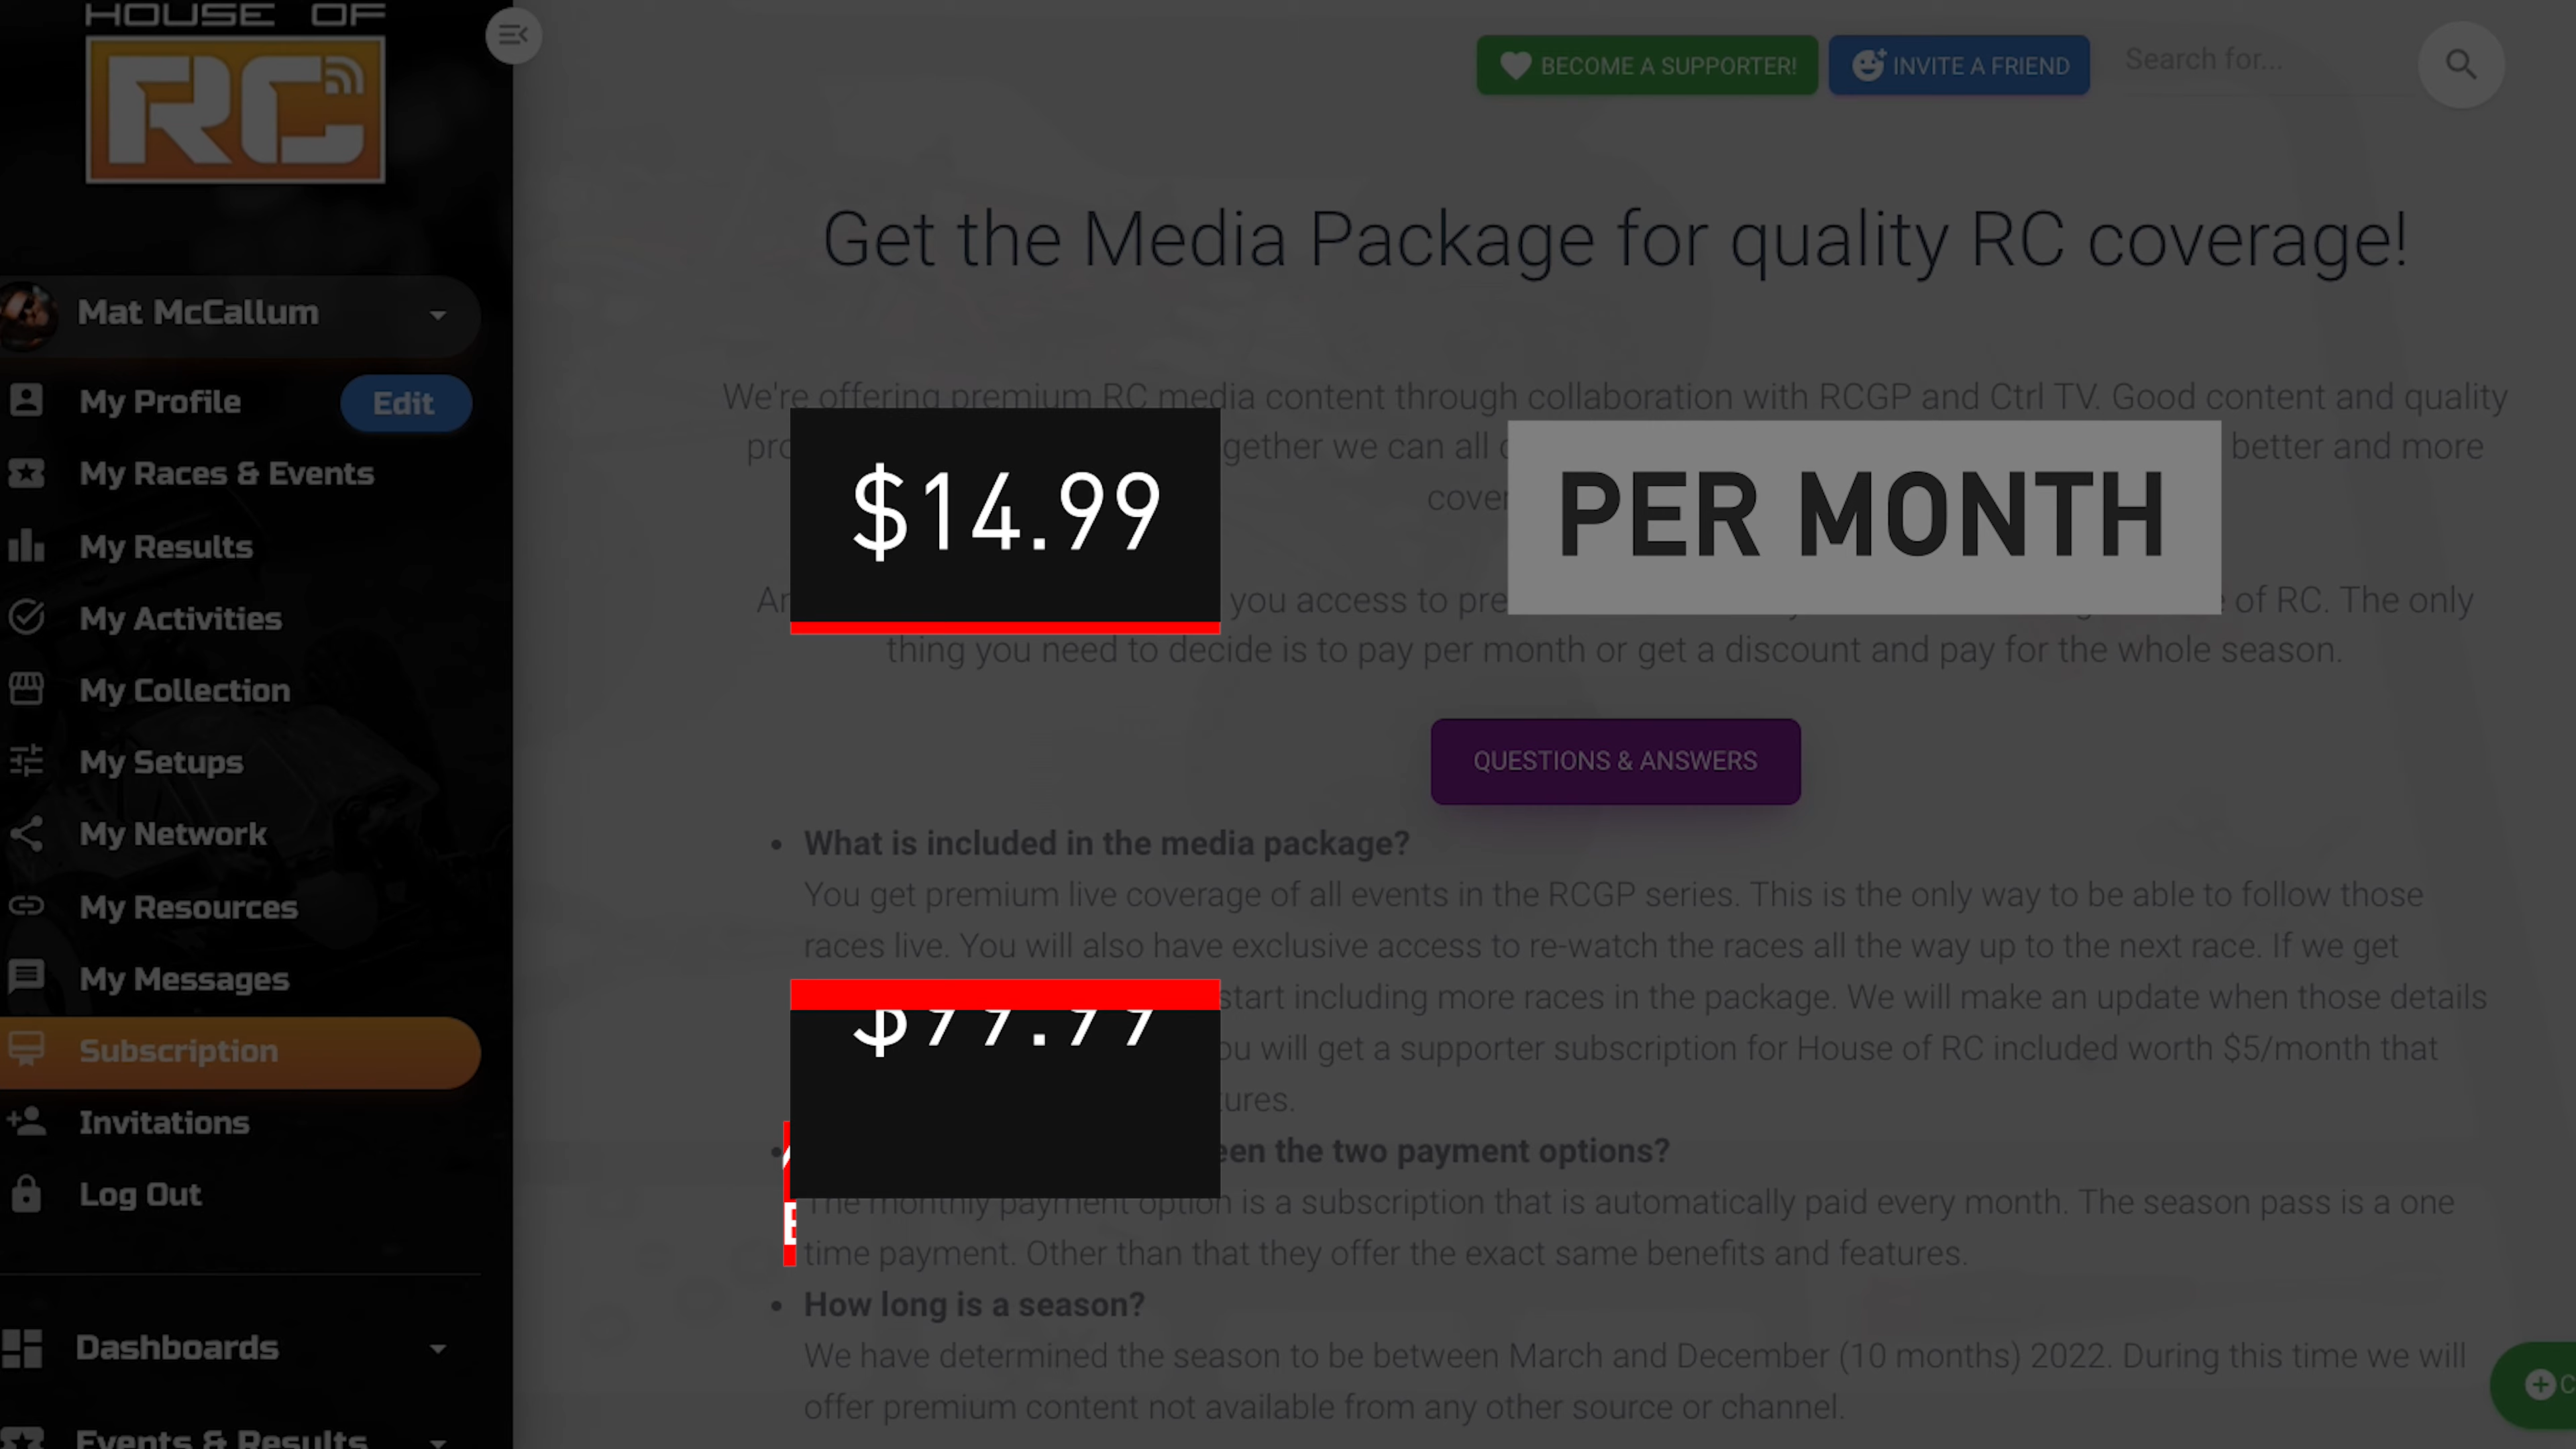 HOUSE OF
RC
BECOME A SUPPORTER!
INVITE A FRIEND
Search for...
Get the Media Package for quality RC coverage!
Mat McCallum
My Profile
Edit
My Races & Events
My Results
My Activities
My Collection
My Setups
My Network
My Resources
My Messages
Subscription
Invitations
Log Out
Dashboards
Events & Results
We're offering premium RC media content through collaboration with RCGP and Ctrl TV. Good content and quality
we can all
better and more
$14.99
PER MONTH
you access to
of RC. The only
thing you need to decide is to pay per month or get a discount and pay for the whole season.
QUESTIONS & ANSWERS
What is included in the media package?
You get premium live coverage of all events in the RCGP series. This is the only way to be able to follow those
races live. You will also have exclusive access to re-watch the races all the way up to the next race. If we get
start including more races in the package. We will make an update when those details
will get a supporter subscription for House of RC included worth $5/month that
the two payment options?
The monthly payment option is a subscription that is automatically paid every month. The season pass is a one
time payment. Other than that they offer the exact same benefits and features.
How long is a season?
We have determined the season to be between March and December (10 months) 2022. During this time we will
offer premium content not available from any other source or channel.